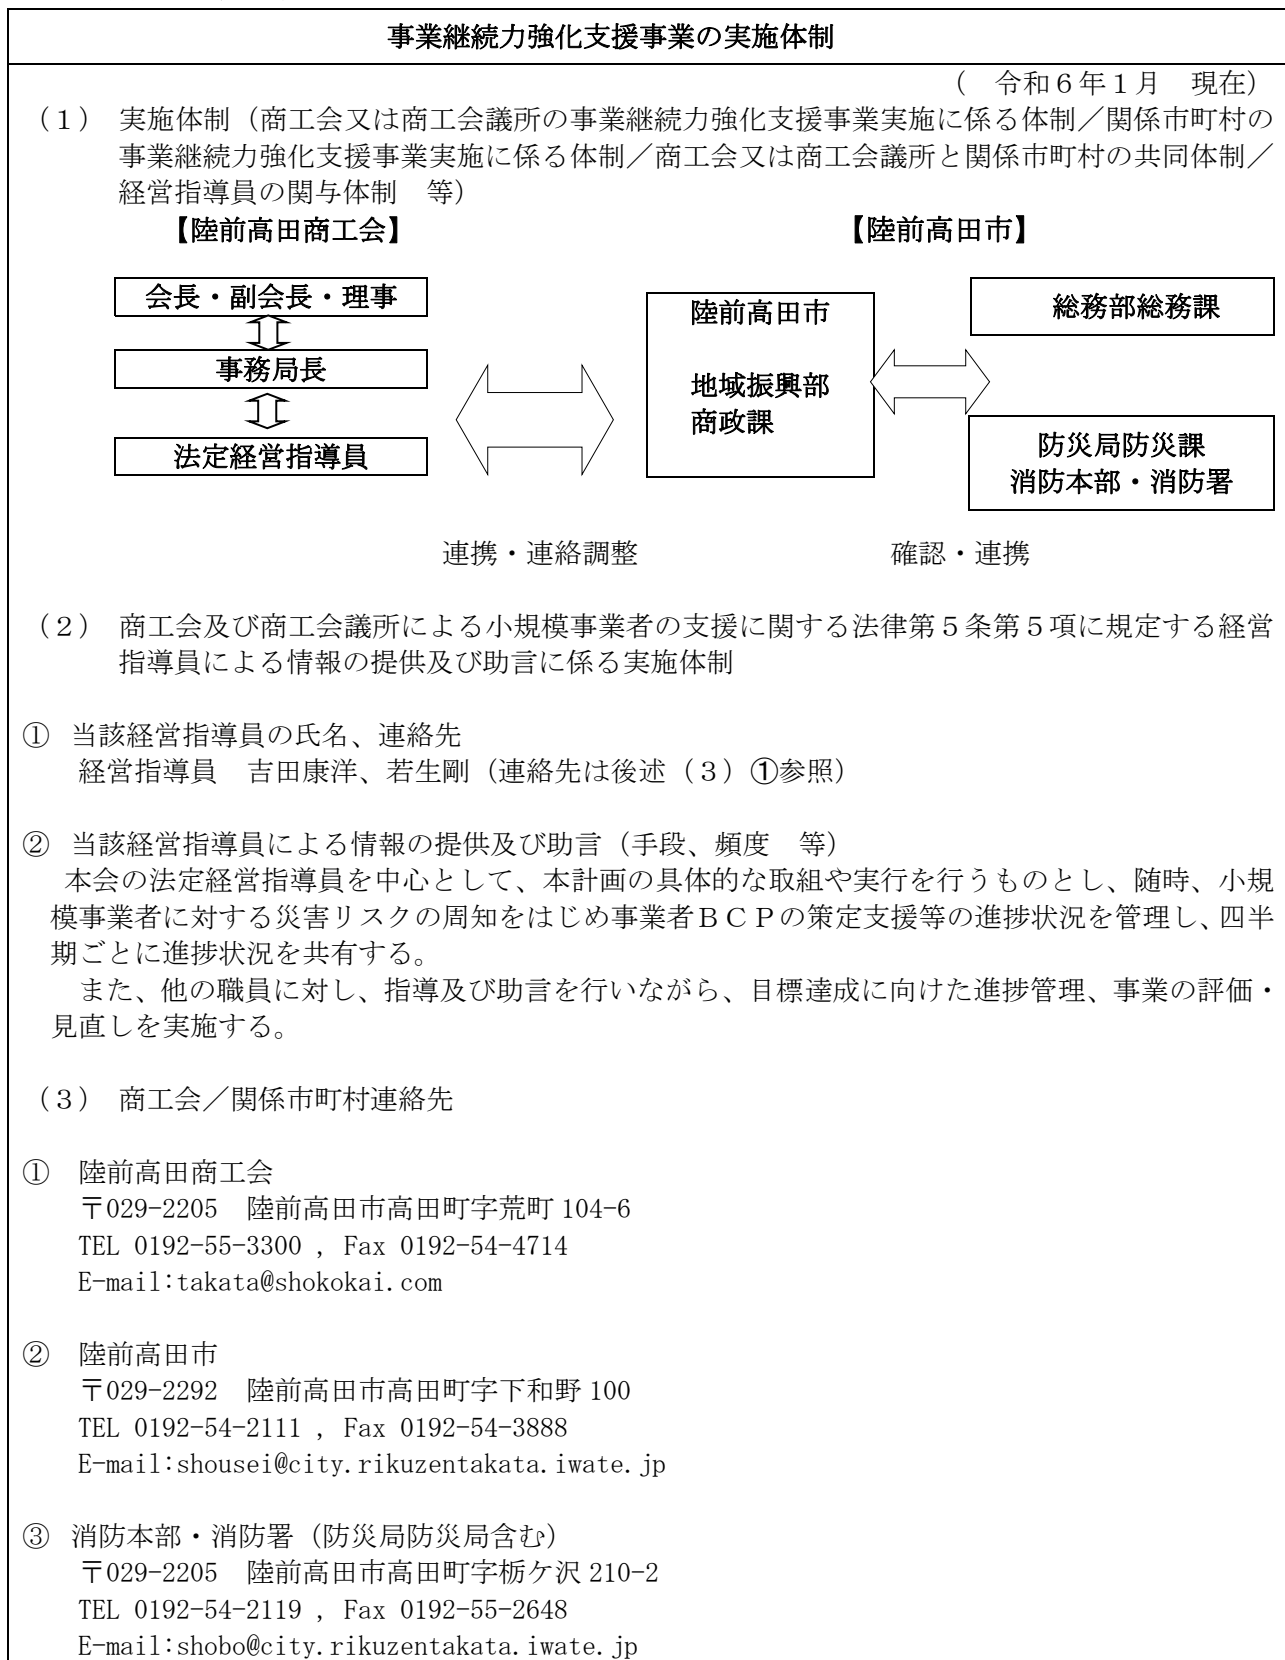 事業継続力強化支援事業の実施体制
(　令和６年１月　現在)
（１）　実施体制（商工会又は商工会議所の事業継続力強化支援事業実施に係る体制／関係市町村の
事業継続力強化支援事業実施に係る体制／商工会又は商工会議所と関係市町村の共同体制／
経営指導員の関与体制　等）
【陸前高田商工会】
【陸前高田市】
会長・副会長・理事
事務局長
法定経営指導員
陸前高田市
地域振興部
商政課
総務部総務課
防災局防災課
消防本部・消防署
連携・連絡調整
確認・連携
（２）　商工会及び商工会議所による小規模事業者の支援に関する法律第５条第５項に規定する経営
指導員による情報の提供及び助言に係る実施体制
①　当該経営指導員の氏名、連絡先
経営指導員　吉田康洋、若生剛（連絡先は後述（３）①参照）
②　当該経営指導員による情報の提供及び助言（手段、頻度　等）
本会の法定経営指導員を中心として、本計画の具体的な取組や実行を行うものとし、随時、小規
模事業者に対する災害リスクの周知をはじめ事業者ＢＣＰの策定支援等の進捗状況を管理し、四半
期ごとに進捗状況を共有する。
また、他の職員に対し、指導及び助言を行いながら、目標達成に向けた進捗管理、事業の評価・
見直しを実施する。
（３）　商工会／関係市町村連絡先
①　陸前高田商工会
〒029-2205　陸前高田市高田町字荒町 104-6
TEL 0192-55-3300 , Fax 0192-54-4714
E-mail:takata@shokokai.com
②　陸前高田市
〒029-2292　陸前高田市高田町字下和野 100
TEL 0192-54-2111 , Fax 0192-54-3888
E-mail:shousei@city.rikuzentakata.iwate.jp
③　消防本部・消防署（防災局防災局含む）
〒029-2205　陸前高田市高田町字栃ケ沢 210-2
TEL 0192-54-2119 , Fax 0192-55-2648
E-mail:shobo@city.rikuzentakata.iwate.jp